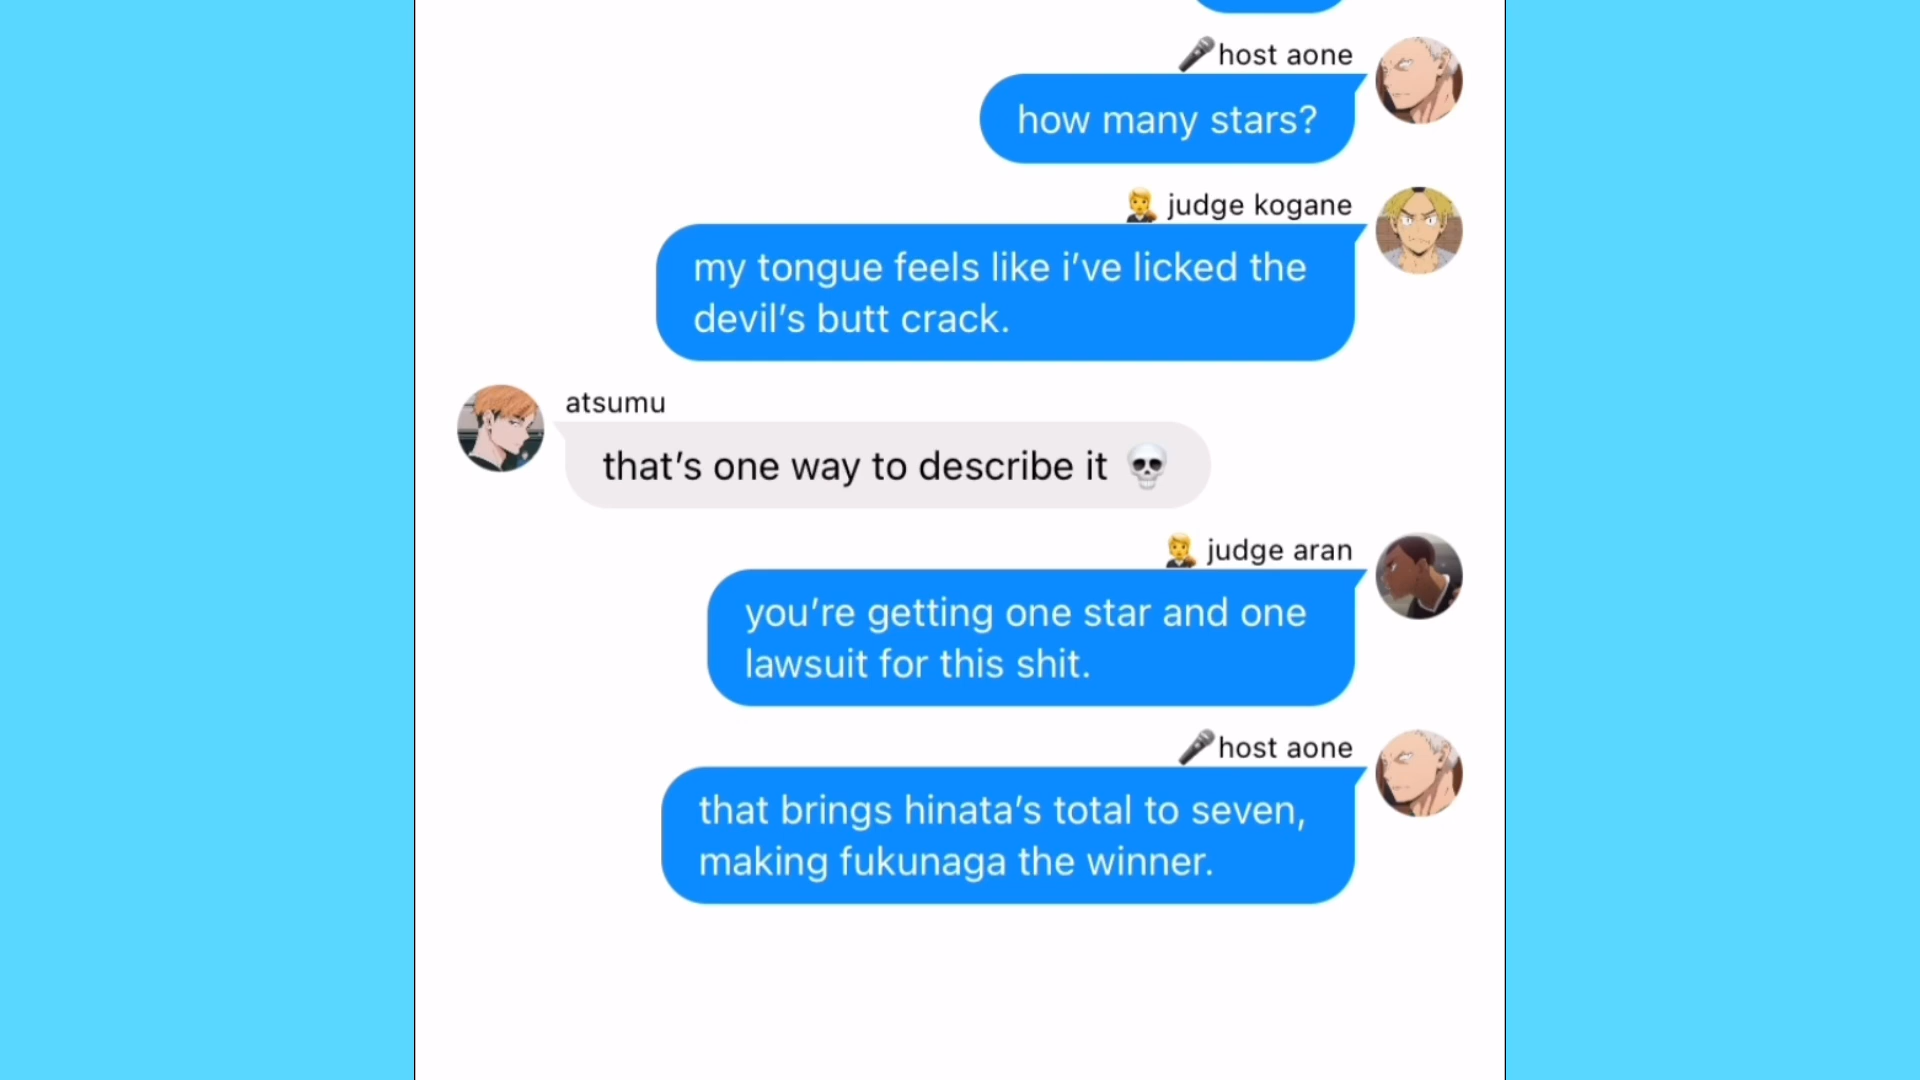 🎤host aone
how many stars?
🧑‍⚖️ judge kogane
my tongue feels like i’ve licked the
devil’s butt crack.
atsumu
that’s one way to describe it 💀
🧑‍⚖️ judge aran
you’re getting one star and one
lawsuit for this shit.
🎤host aone
that brings hinata’s total to seven,
making fukunaga the winner.